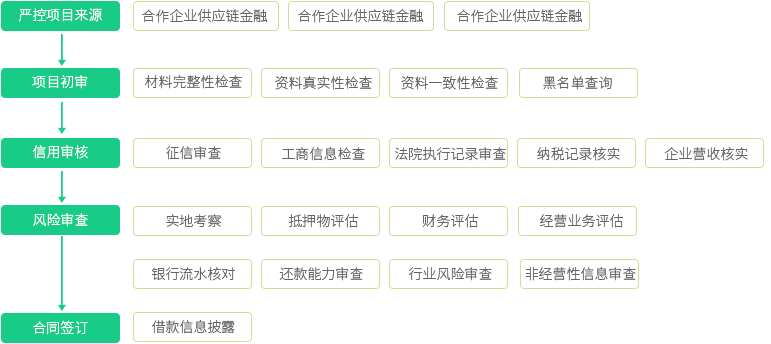 严控项目来源 合作企业供应链金融 合作企业供应链金融 合作企业供应链金融
项目初审 材料完整性检查 资料真实性检查 资料一致性检查 黑名单查询
信用审核 征信审查 工商信息检查 法院执行记录审查 纳税记录核实 企业营收核实
风险审查 实地考察 抵押物评估 财务评估 经营业务评估
银行流水核对 还款能力审查 行业风险审查 非经营性信息审查
合同签订 借款信息披露